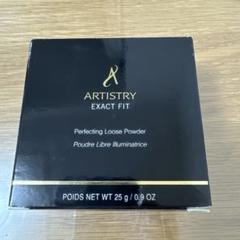 ARTISTRY
EXACT FIT
Perfecting Loose Powder
Poudre Libre Illuminatrice
POIDS NET WT 25 g / 0.9 OZ